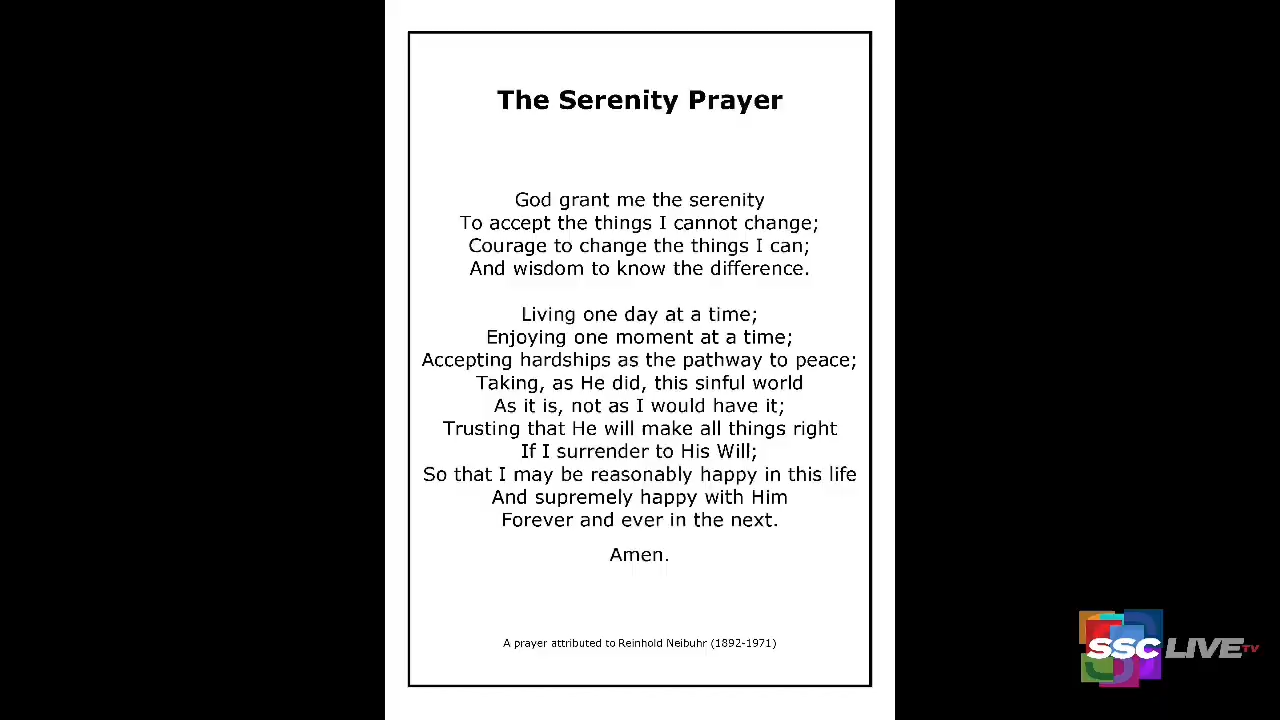 The Serenity Prayer
God grant me the serenity
To accept the things I cannot change;
Courage to change the things I can;
And wisdom to know the difference.
Living one day at a time;
Enjoying one moment at a time;
Accepting hardships as the pathway to peace;
Taking, as He did, this sinful world
As it is, not as I would have it;
Trusting that He will make all things right
If I surrender to His Will;
So that I may be reasonably happy in this life
And supremely happy with Him
Forever and ever in the next.
Amen.
A prayer attributed to Reinhold Neibuhr (1892-1971)
SSC LIVE TV